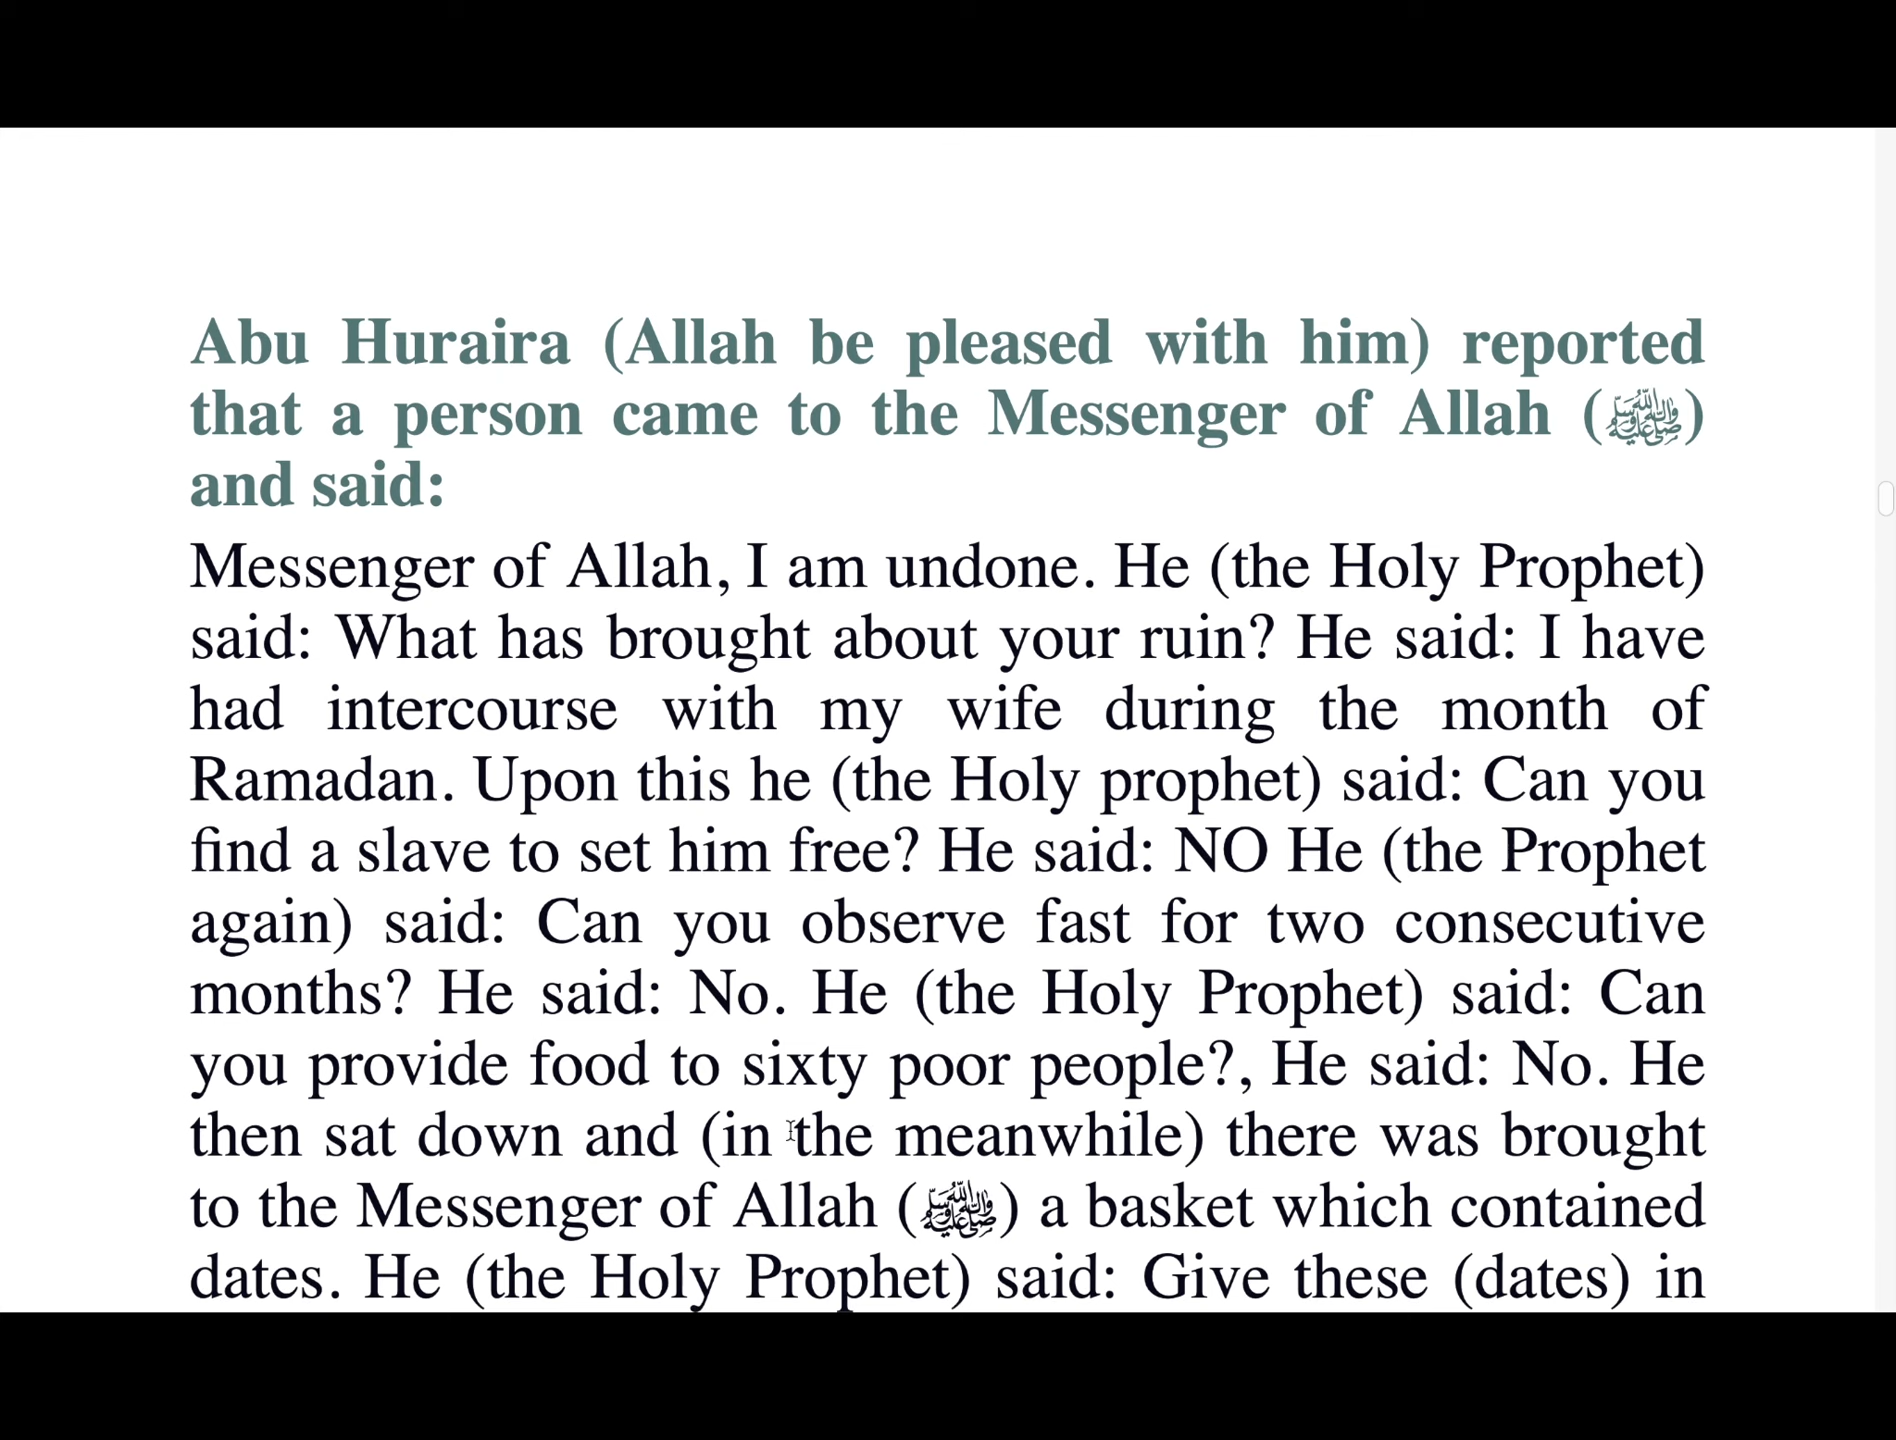 Abu Huraira (Allah be pleased with him) reported
that a person came to the Messenger of Allah (ﷺ)
and said:
Messenger of Allah, I am undone. He (the Holy Prophet)
said: What has brought about your ruin? He said: I have
had intercourse with my wife during the month of
Ramadan. Upon this he (the Holy prophet) said: Can you
find a slave to set him free? He said: NO He (the Prophet
again) said: Can you observe fast for two consecutive
months? He said: No. He (the Holy Prophet) said: Can
you provide food to sixty poor people?, He said: No. He
then sat down and (in the meanwhile) there was brought
to the Messenger of Allah (ﷺ) a basket which contained
dates. He (the Holy Prophet) said: Give these (dates) in